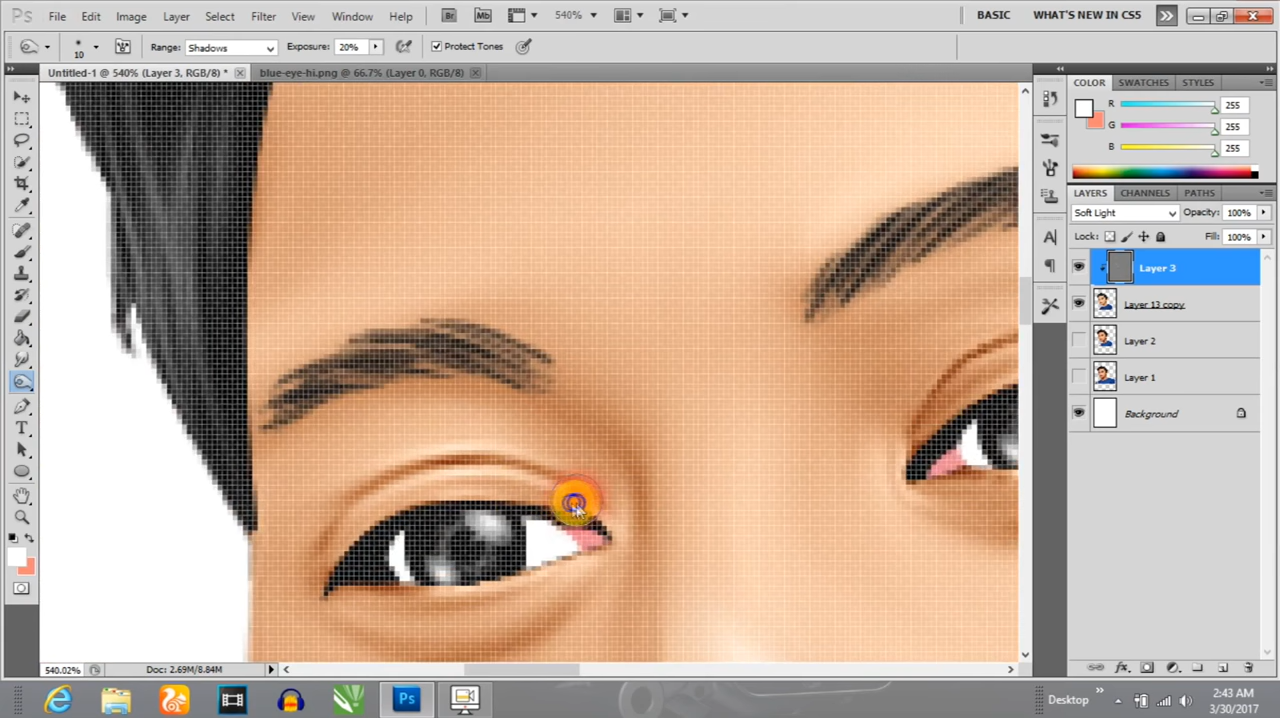 Ps File Edit Image Layer Select Filter View Window Help Br Mb 540% BASIC WHAT'S NEW IN CS5
10 Range: Shadows Exposure: 20% Protect Tones
Untitled-1 @ 540% (Layer 3, RGB/8) * blue-eye-hi.png @ 66.7% (Layer 0, RGB/8)
COLOR SWATCHES STYLES
R 255
G 255
B 255
LAYERS CHANNELS PATHS
Soft Light Opacity: 100%
Lock: Fill: 100%
Layer 3
Layer 13 copy
Layer 2
Layer 1
Background
540.02% Doc: 2.69M/8.84M
Ps Desktop 2:43 AM
3/30/2017